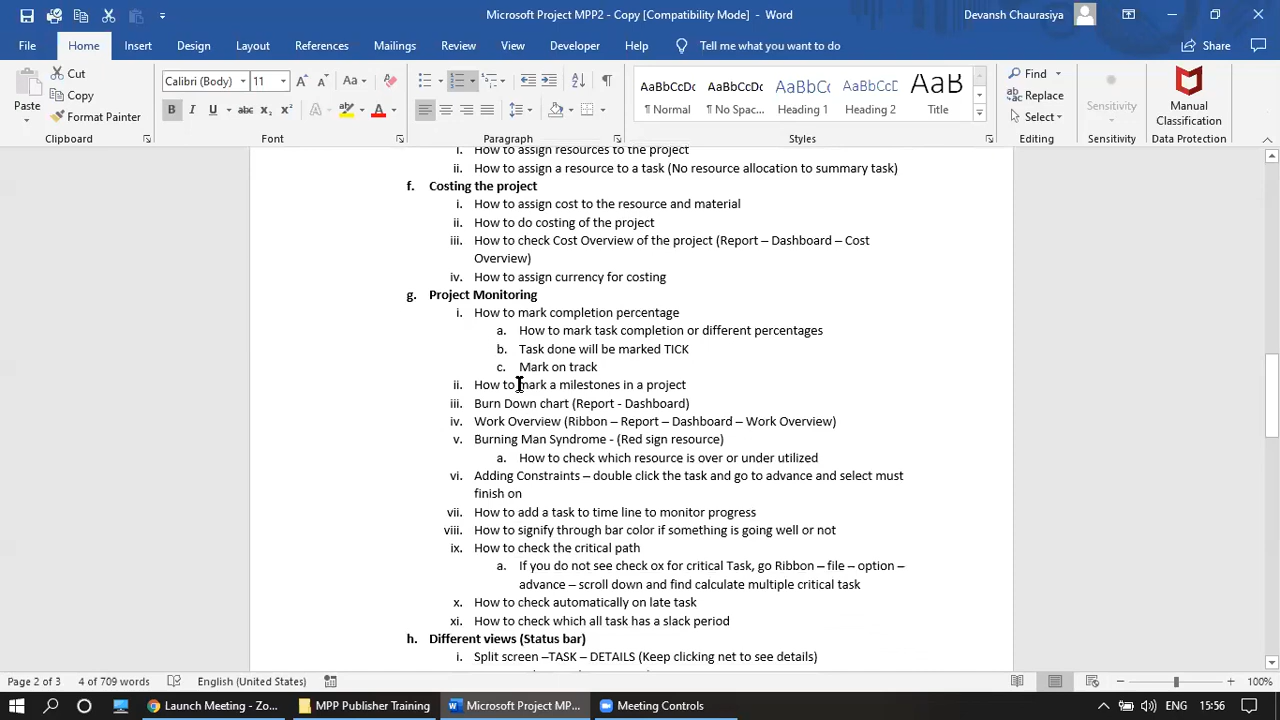 Microsoft Project MPP2 - Copy [Compatibility Mode] - Word
Devansh Chaurasiya
File Home Insert Design Layout References Mailings Review View Developer Help Tell me what you want to do Share
Paste
Cut
Copy
Format Painter
Clipboard
Calibri (Body) 11
Font
Paragraph
AaBbCcDc AaBbCcDc AaBbC AaBbCcD AaB
¶ Normal ¶ No Spac... Heading 1 Heading 2 Title
Styles
Find
Replace
Select
Editing
Sensitivity
Sensitivity
Manual Classification
Data Protection
i. How to assign resources to the project
ii. How to assign a resource to a task (No resource allocation to summary task)
f. Costing the project
i. How to assign cost to the resource and material
ii. How to do costing of the project
iii. How to check Cost Overview of the project (Report – Dashboard – Cost
Overview)
iv. How to assign currency for costing
g. Project Monitoring
i. How to mark completion percentage
a. How to mark task completion or different percentages
b. Task done will be marked TICK
c. Mark on track
ii. How to mark a milestones in a project
iii. Burn Down chart (Report - Dashboard)
iv. Work Overview (Ribbon – Report – Dashboard – Work Overview)
v. Burning Man Syndrome - (Red sign resource)
a. How to check which resource is over or under utilized
vi. Adding Constraints – double click the task and go to advance and select must
finish on
vii. How to add a task to time line to monitor progress
viii. How to signify through bar color if something is going well or not
ix. How to check the critical path
a. If you do not see check ox for critical Task, go Ribbon – file – option –
advance – scroll down and find calculate multiple critical task
x. How to check automatically on late task
xi. How to check which all task has a slack period
h. Different views (Status bar)
i. Split screen –TASK – DETAILS (Keep clicking net to see details)
Page 2 of 3 4 of 709 words English (United States) 100%
Launch Meeting - Zo... MPP Publisher Training Microsoft Project MP... Meeting Controls ENG 15:56